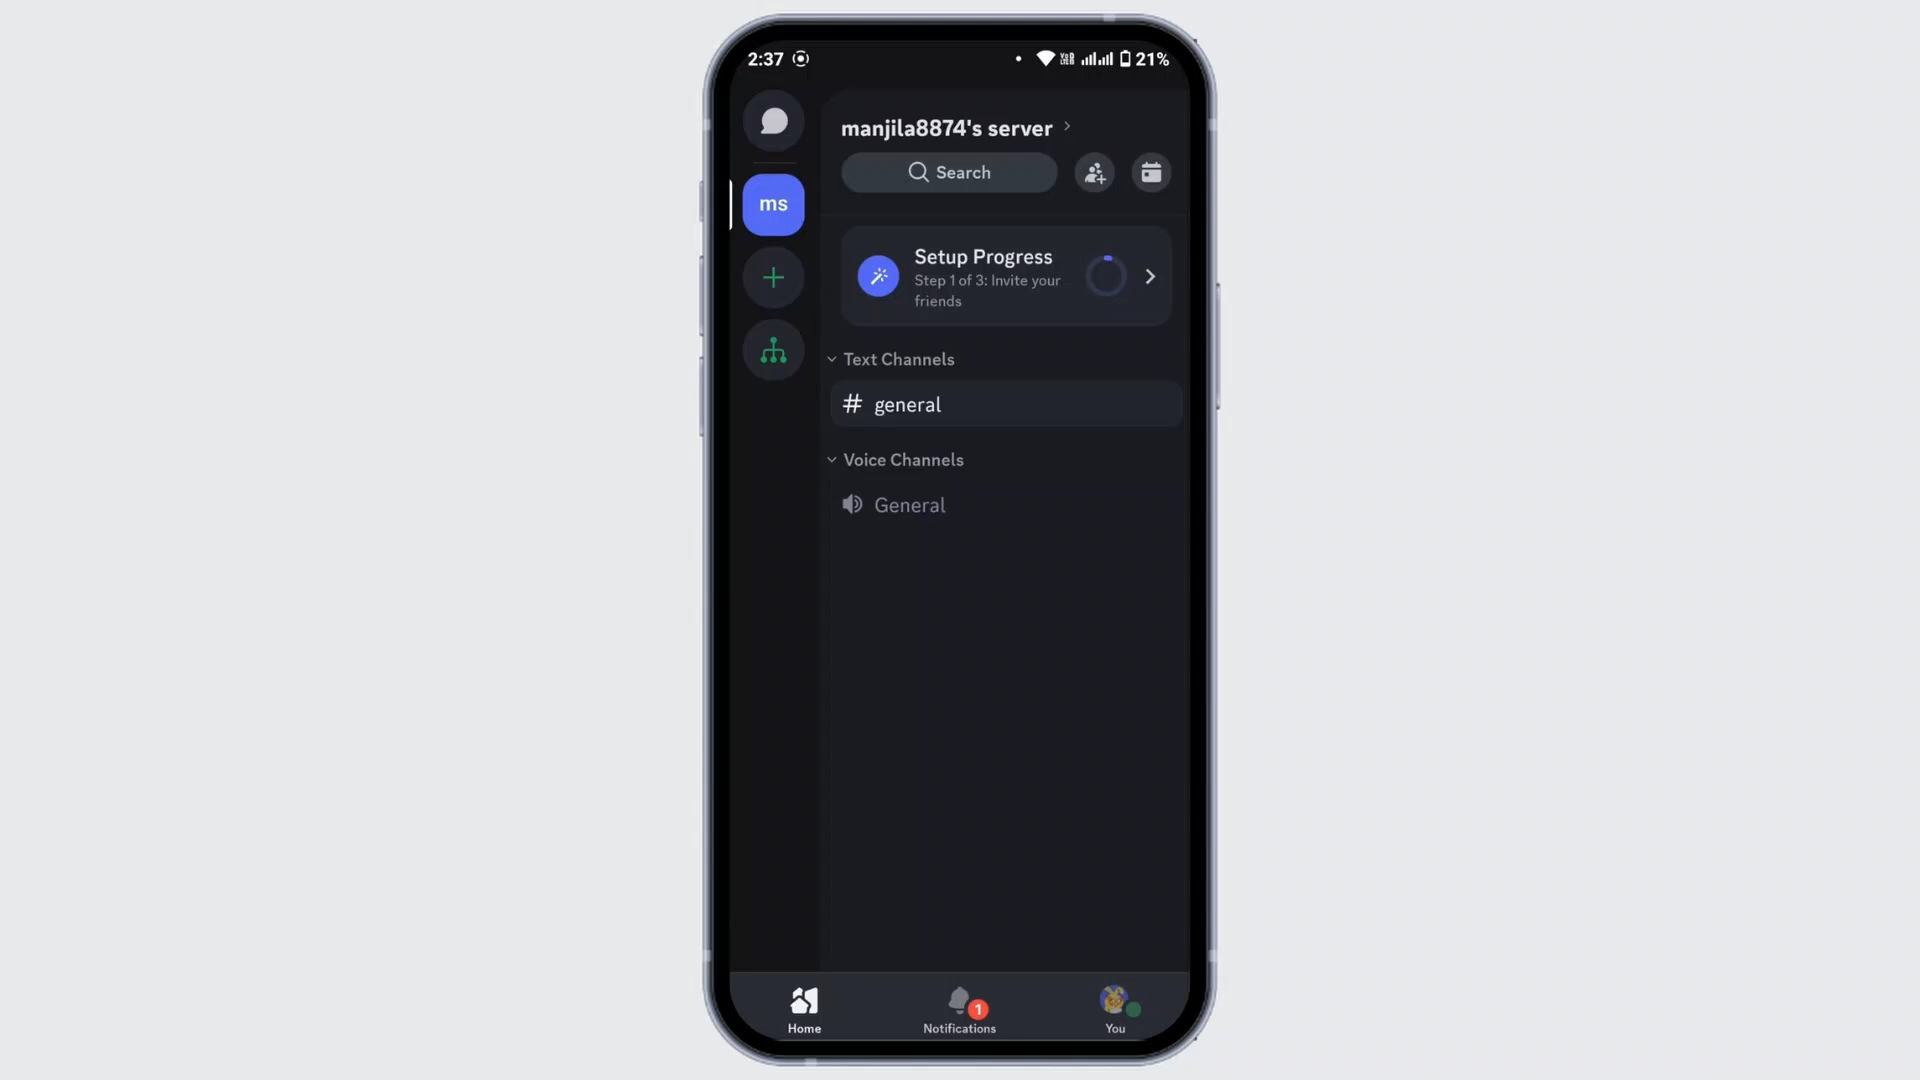 2:37
21%
manjila8874's server
Search
ms
Setup Progress
Step 1 of 3: Invite your
friends
Text Channels
# general
Voice Channels
General
1
Home
Notifications
You